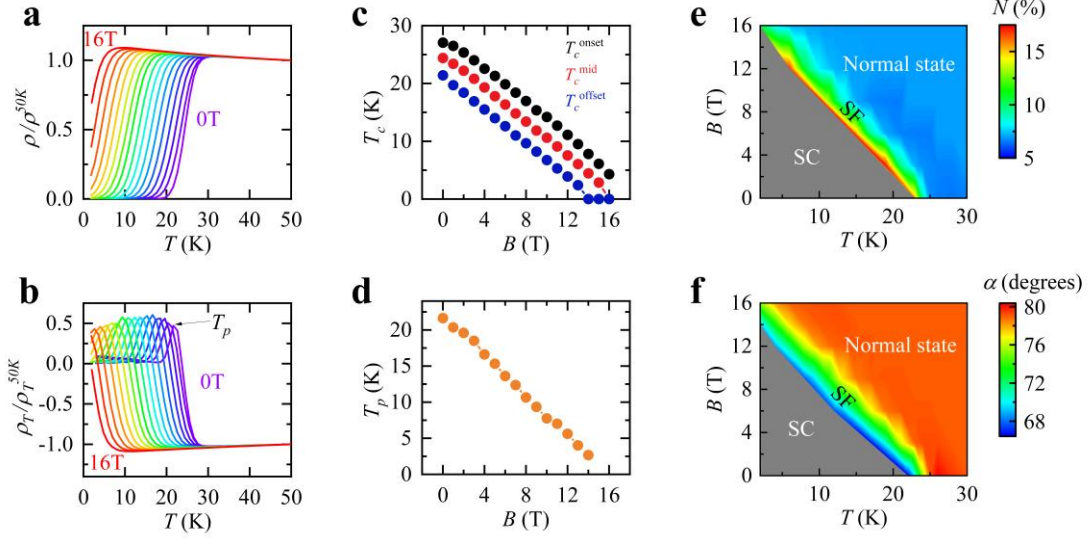 a
16T
0T
ρ/ρ^50K
1.0
0.5
0.0
0 10 20 30 40 50
T (K)
b
T_p
0T
16T
ρ_T/ρ_T^50K
0.5
0.0
-0.5
-1.0
0 10 20 30 40 50
T (K)
c
T_c^onset
T_c^mid
T_c^offset
T_c (K)
30
25
20
15
10
5
0
0 4 8 12 16
B (T)
d
T_p (K)
25
20
15
10
5
0
0 4 8 12 16
B (T)
e
N (%)
Normal state
SF
SC
B (T)
16
12
8
4
0
10 20 30
T (K)
15
10
5
f
α (degrees)
Normal state
SF
SC
B (T)
16
12
8
4
0
10 20 30
T (K)
80
76
72
68